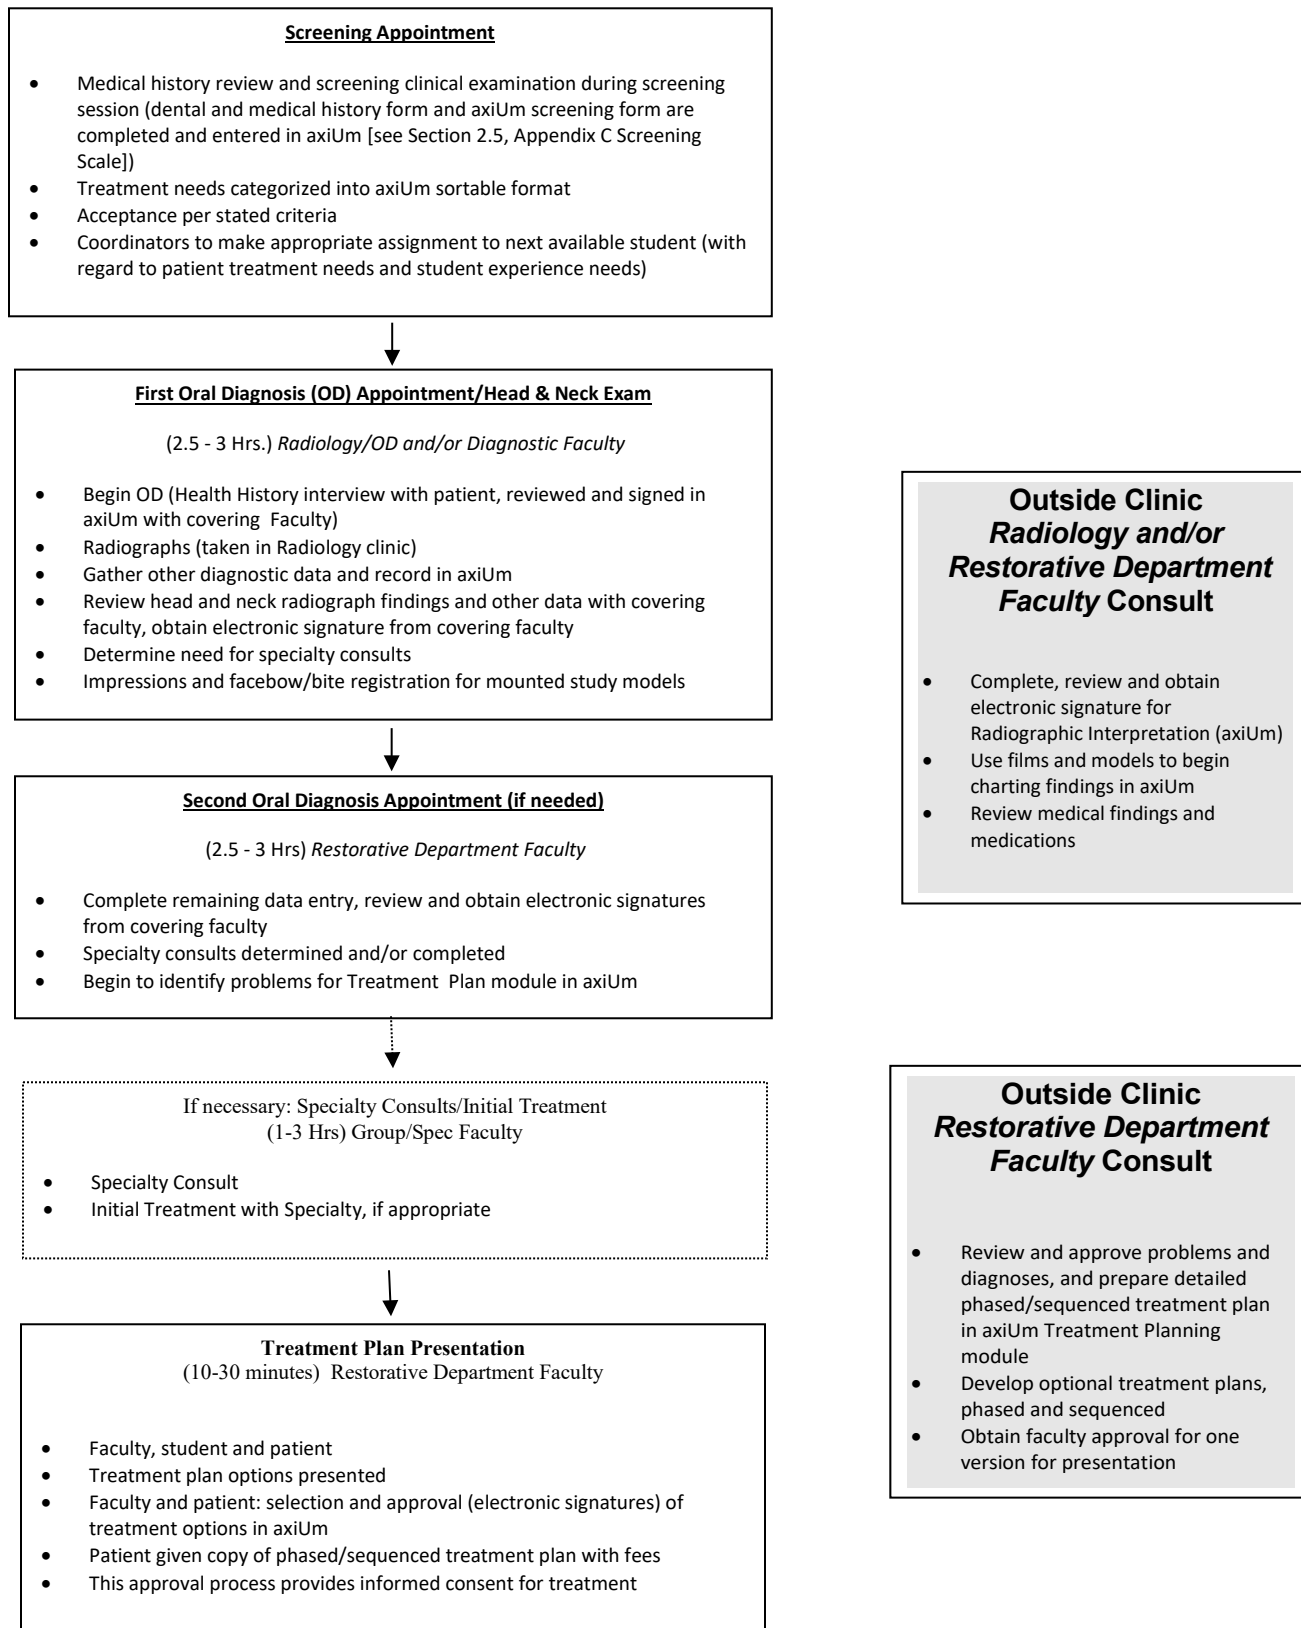 Screening Appointment
• Medical history review and screening clinical examination during screening
session (dental and medical history form and axiUm screening form are
completed and entered in axiUm [see Section 2.5, Appendix C Screening
Scale])
• Treatment needs categorized into axiUm sortable format
• Acceptance per stated criteria
• Coordinators to make appropriate assignment to next available student (with
regard to patient treatment needs and student experience needs)
First Oral Diagnosis (OD) Appointment/Head & Neck Exam
(2.5 - 3 Hrs.) Radiology/OD and/or Diagnostic Faculty
• Begin OD (Health History interview with patient, reviewed and signed in
axiUm with covering Faculty)
• Radiographs (taken in Radiology clinic)
• Gather other diagnostic data and record in axiUm
• Review head and neck radiograph findings and other data with covering
faculty, obtain electronic signature from covering faculty
• Determine need for specialty consults
• Impressions and facebow/bite registration for mounted study models
Outside Clinic
Radiology and/or
Restorative Department
Faculty Consult
• Complete, review and obtain
electronic signature for
Radiographic Interpretation (axiUm)
• Use films and models to begin
charting findings in axiUm
• Review medical findings and
medications
Second Oral Diagnosis Appointment (if needed)
(2.5 - 3 Hrs) Restorative Department Faculty
• Complete remaining data entry, review and obtain electronic signatures
from covering faculty
• Specialty consults determined and/or completed
• Begin to identify problems for Treatment Plan module in axiUm
If necessary: Specialty Consults/Initial Treatment
(1-3 Hrs) Group/Spec Faculty
• Specialty Consult
• Initial Treatment with Specialty, if appropriate
Outside Clinic
Restorative Department
Faculty Consult
• Review and approve problems and
diagnoses, and prepare detailed
phased/sequenced treatment plan
in axiUm Treatment Planning
module
• Develop optional treatment plans,
phased and sequenced
• Obtain faculty approval for one
version for presentation
Treatment Plan Presentation
(10-30 minutes) Restorative Department Faculty
• Faculty, student and patient
• Treatment plan options presented
• Faculty and patient: selection and approval (electronic signatures) of
treatment options in axiUm
• Patient given copy of phased/sequenced treatment plan with fees
• This approval process provides informed consent for treatment